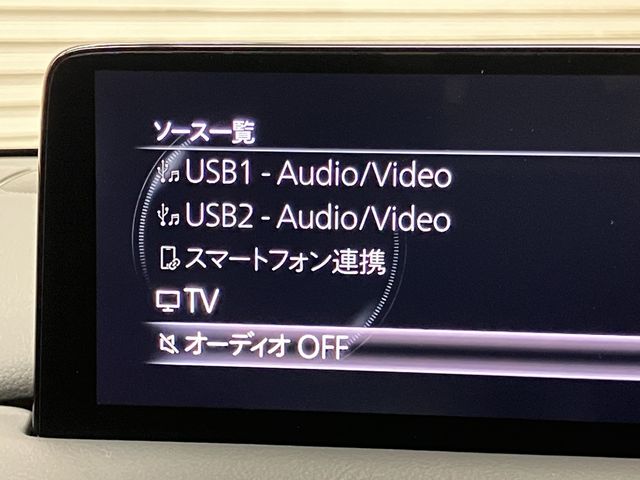 ソース一覧
USB1 - Audio/Video
USB2 - Audio/Video
スマートフォン連携
TV
オーディオ OFF